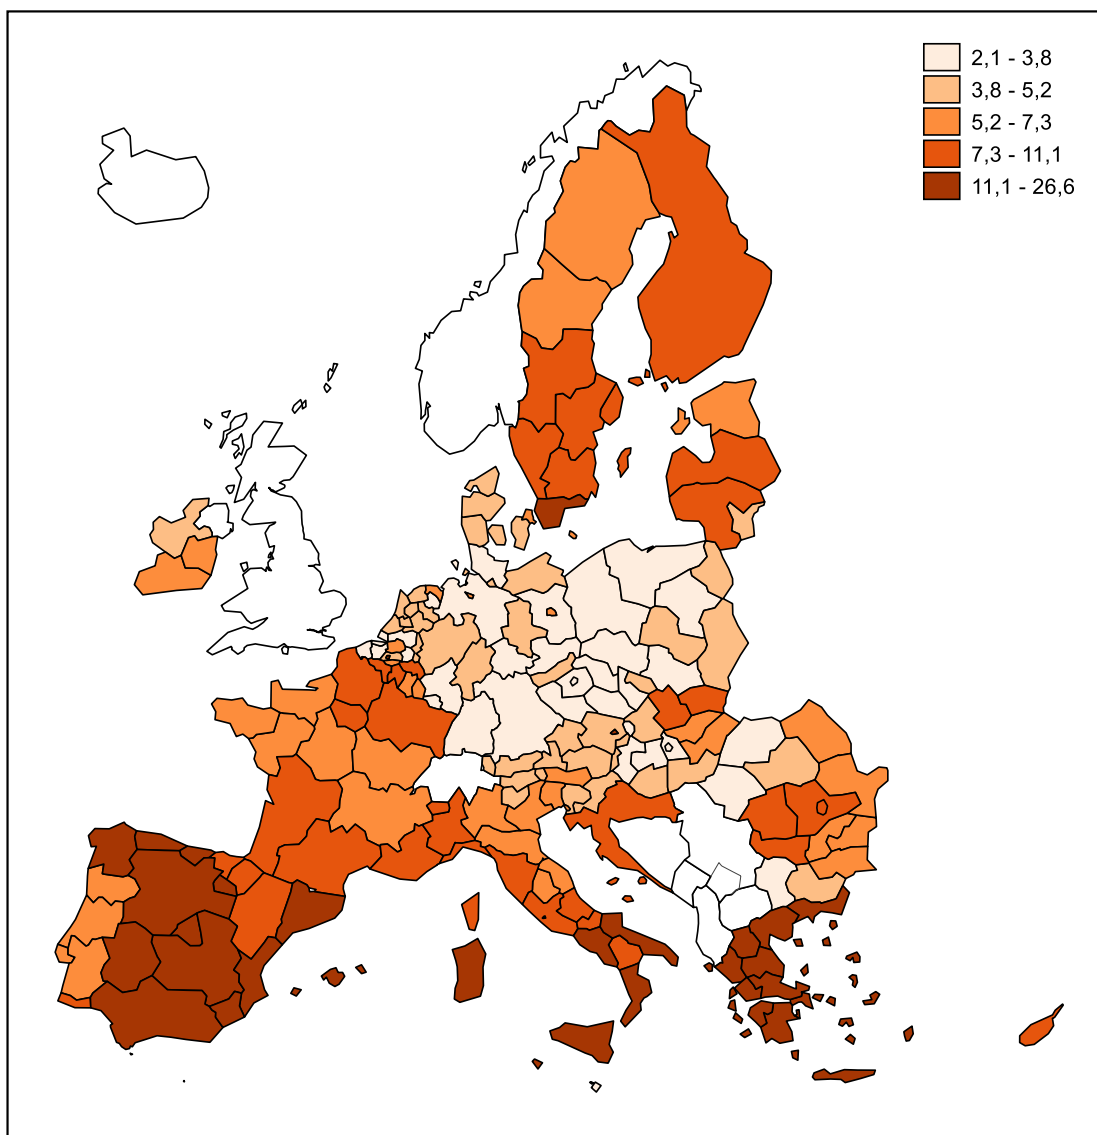 2,1 - 3,8
3,8 - 5,2
5,2 - 7,3
7,3 - 11,1
11,1 - 26,6